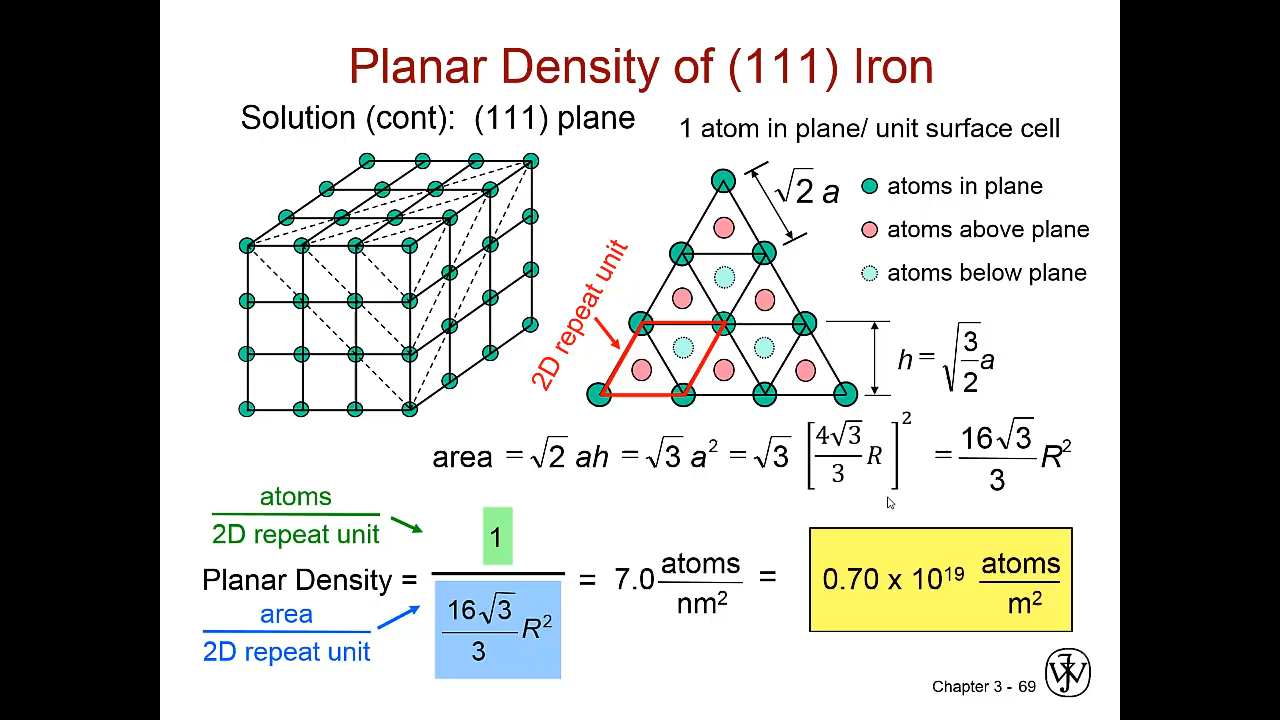 Planar Density of (111) Iron
Solution (cont): (111) plane
1 atom in plane/ unit surface cell
√2 a
atoms in plane
atoms above plane
atoms below plane
2D repeat unit
h = √(3/2) a
area = √2 ah = √3 a² = √3 [4√3/3 R]² = 16√3/3 R²
atoms
2D repeat unit
Planar Density = 1 / (16√3/3 R²) = 7.0 atoms/nm² = 0.70 x 10¹⁹ atoms/m²
area
2D repeat unit
Chapter 3 - 69